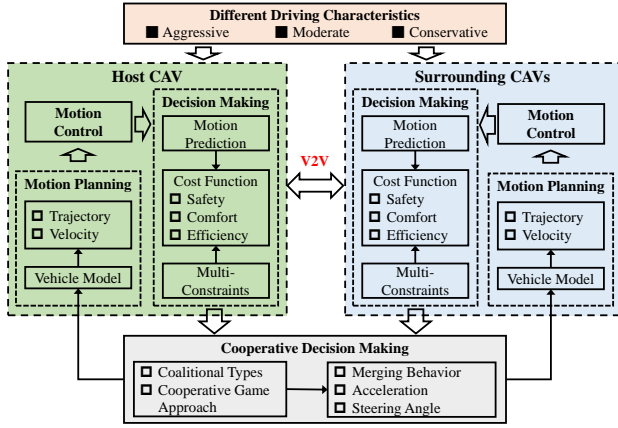 Different Driving Characteristics
Aggressive Moderate Conservative
Host CAV
Motion Control
Decision Making
Motion
Prediction
Cost Function
Safety
Comfort
Efficiency
Multi-
Constraints
Motion Planning
Trajectory
Velocity
Vehicle Model
V2V
Surrounding CAVs
Decision Making
Motion
Prediction
Cost Function
Safety
Comfort
Efficiency
Multi-
Constraints
Motion
Control
Motion Planning
Trajectory
Velocity
Vehicle Model
Cooperative Decision Making
Coalitional Types
Cooperative Game
Approach
Merging Behavior
Acceleration
Steering Angle